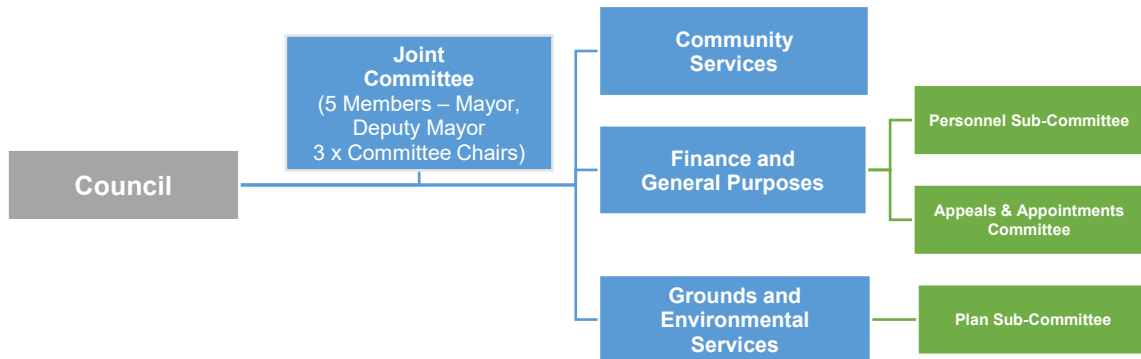 Joint
Committee
(5 Members – Mayor,
Deputy Mayor
3 x Committee Chairs)
Council
Community
Services
Finance and
General Purposes
Grounds and
Environmental
Services
Personnel Sub-Committee
Appeals & Appointments
Committee
Plan Sub-Committee